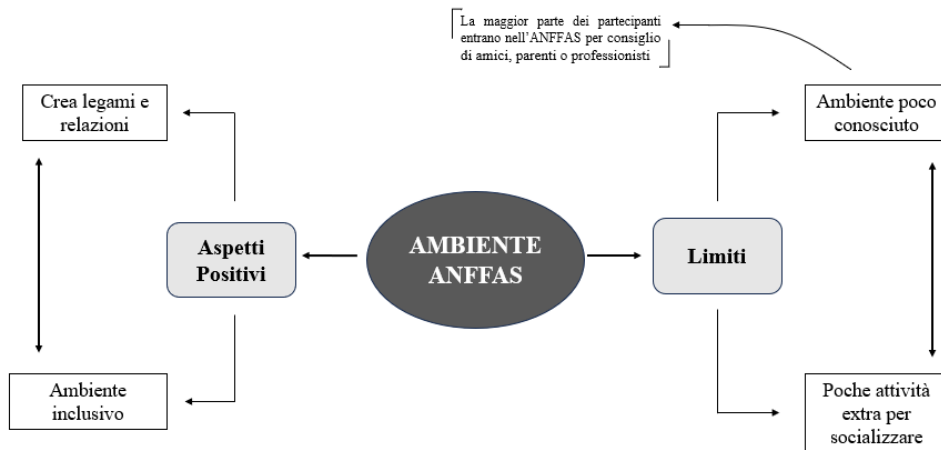 La maggior parte dei partecipanti
entrano nell'ANFFAS per consiglio
di amici, parenti o professionisti
Crea legami e
relazioni
Ambiente poco
conosciuto
Aspetti
Positivi
AMBIENTE
ANFFAS
Limiti
Ambiente
inclusivo
Poche attività
extra per
socializzare